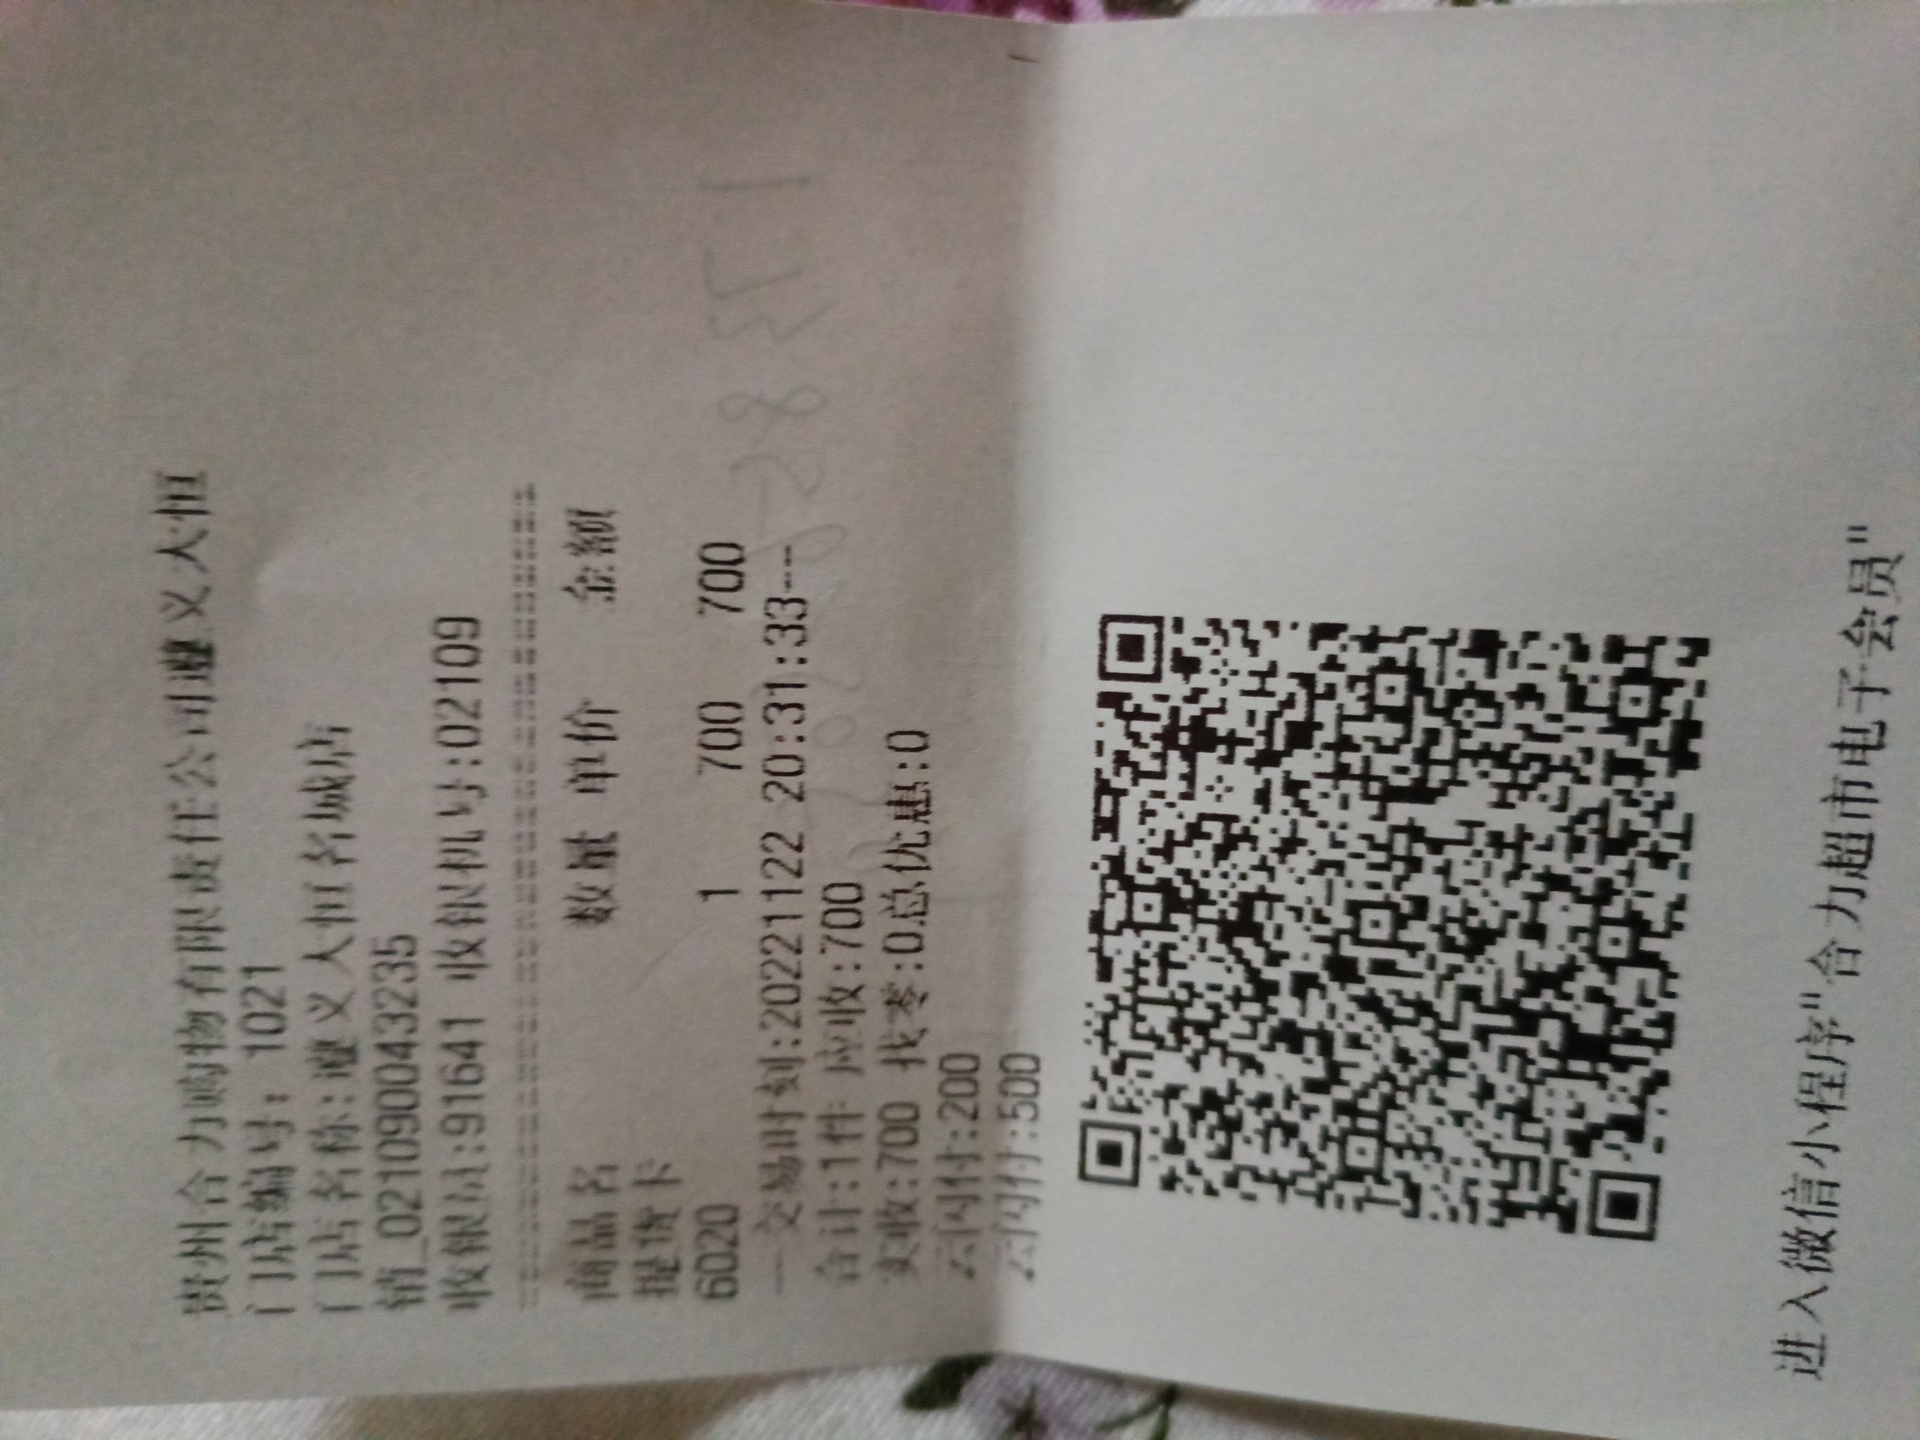 贵州合力购物有限责任公司遵义大恒
门店编号: 1021
门店名称:遵义大恒名城店
销_0210900043235
收银员:91641 收银机号:02109
商品名 数量 单价 金额
提货卡
6020 1 700 700
---交易时刻:20221122 20:31:33---
合计:1件 应收:700
实收:700 找零:0总优惠:0
云闪付:200
云闪付:500
进入微信小程序"合力超市电子会员"